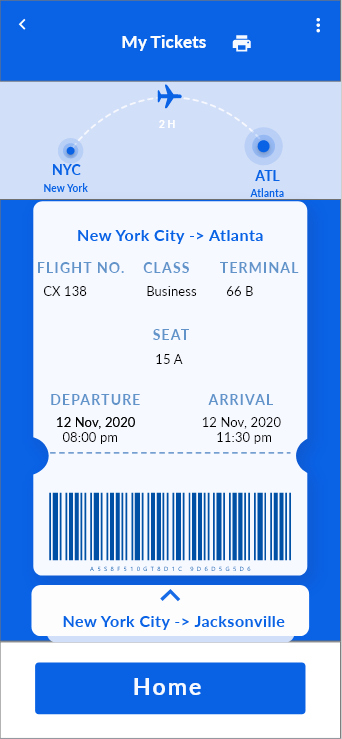 My Tickets
2 H
NYC
New York
ATL
Atlanta
New York City -> Atlanta
FLIGHT NO. CLASS TERMINAL
CX 138 Business 66 B
SEAT
15 A
DEPARTURE ARRIVAL
12 Nov, 2020 12 Nov, 2020
08:00 pm 11:30 pm
A5S8F510GT8D1C 9D6D5G5D6
New York City -> Jacksonville
Home